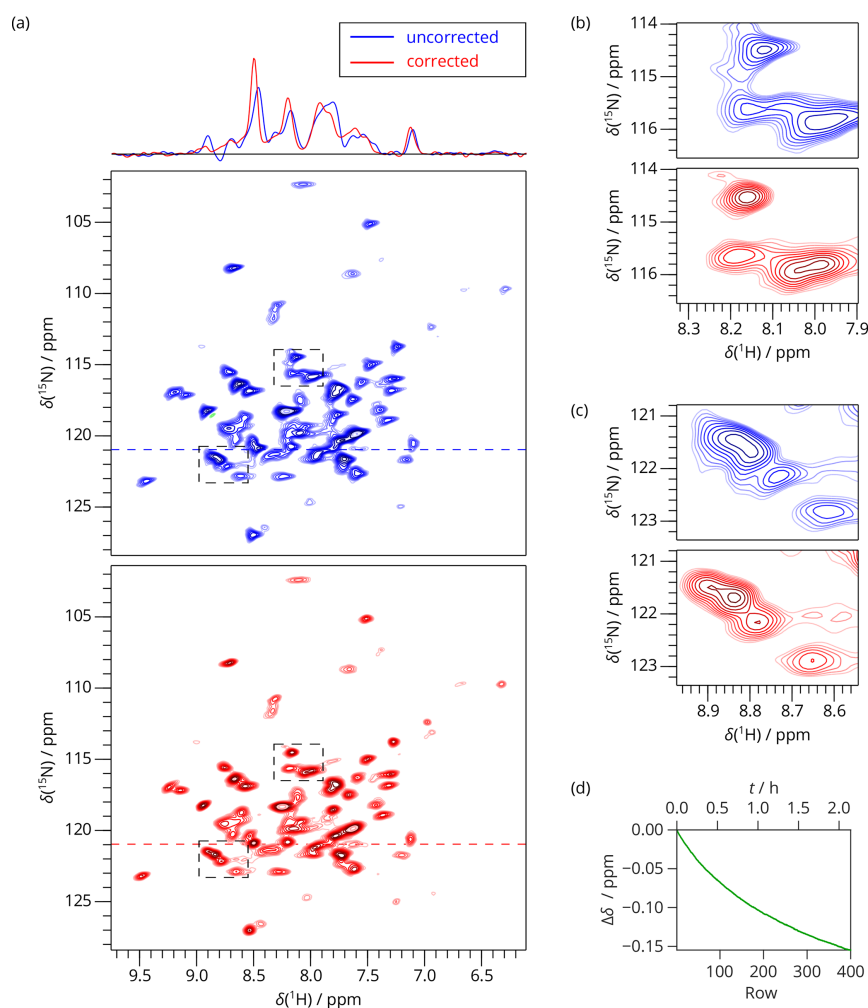 (a)
uncorrected
corrected
105
110
115
120
125
δ(¹⁵N) / ppm
105
110
115
120
125
δ(¹⁵N) / ppm
9.5 9.0 8.5 8.0 7.5 7.0 6.5
δ(¹H) / ppm
(b)
114
115
116
δ(¹⁵N) / ppm
114
115
116
δ(¹⁵N) / ppm
8.3 8.2 8.1 8.0 7.9
δ(¹H) / ppm
(c)
121
122
123
δ(¹⁵N) / ppm
121
122
123
δ(¹⁵N) / ppm
8.9 8.8 8.7 8.6
δ(¹H) / ppm
(d)
t / h
0.0 0.5 1.0 1.5 2.0
0.00
−0.05
−0.10
−0.15
Δδ / ppm
100 200 300 400
Row